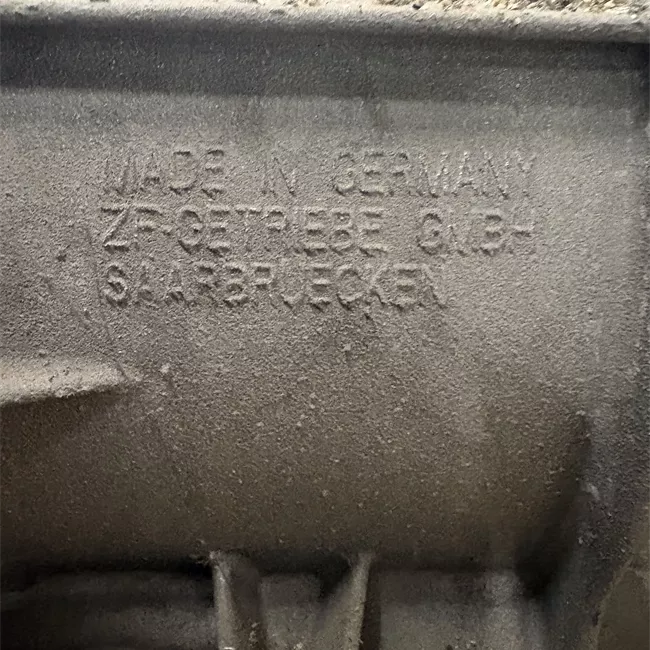 MADE IN GERMANY
ZF-GETRIEBE GMBH
SAARBRUECKEN